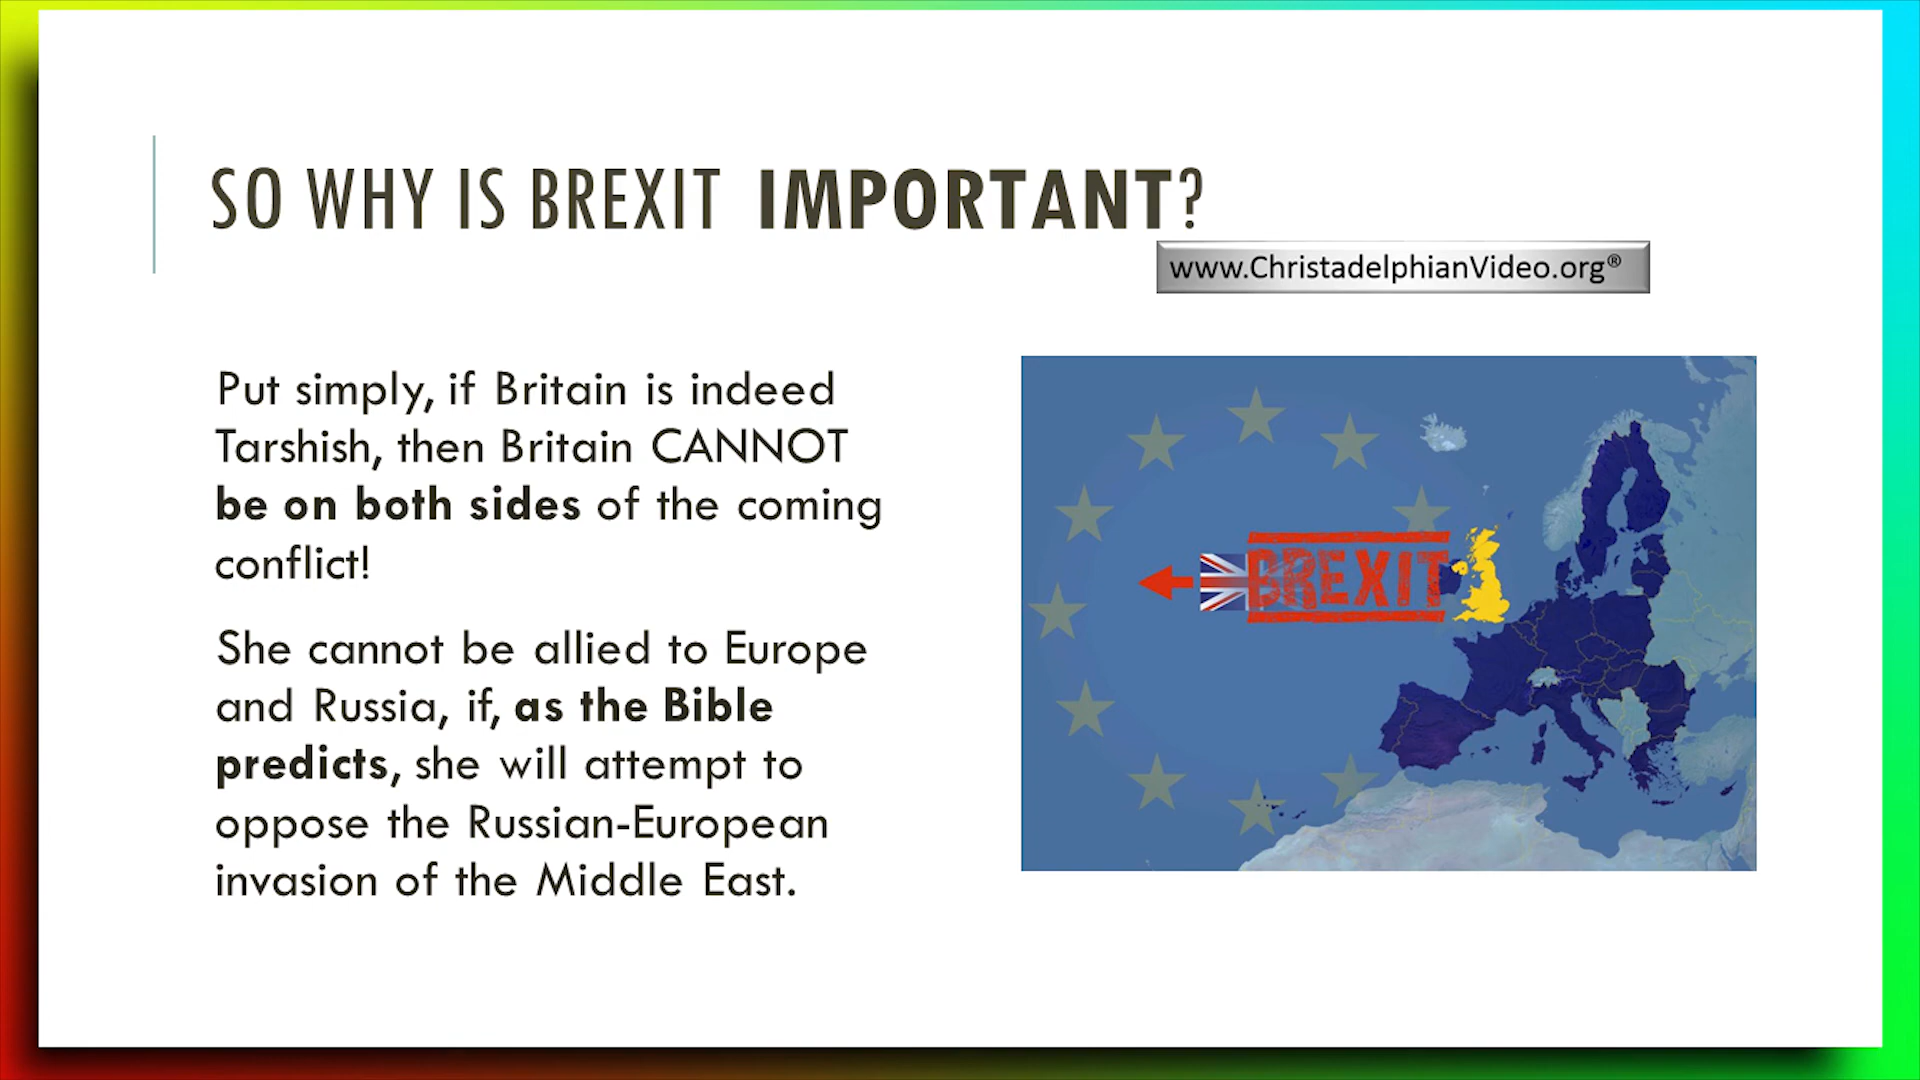 SO WHY IS BREXIT IMPORTANT?
www.ChristadelphianVideo.org®
Put simply, if Britain is indeed
Tarshish, then Britain CANNOT
be on both sides of the coming
conflict!
She cannot be allied to Europe
and Russia, if, as the Bible
predicts, she will attempt to
oppose the Russian-European
invasion of the Middle East.
BREXIT